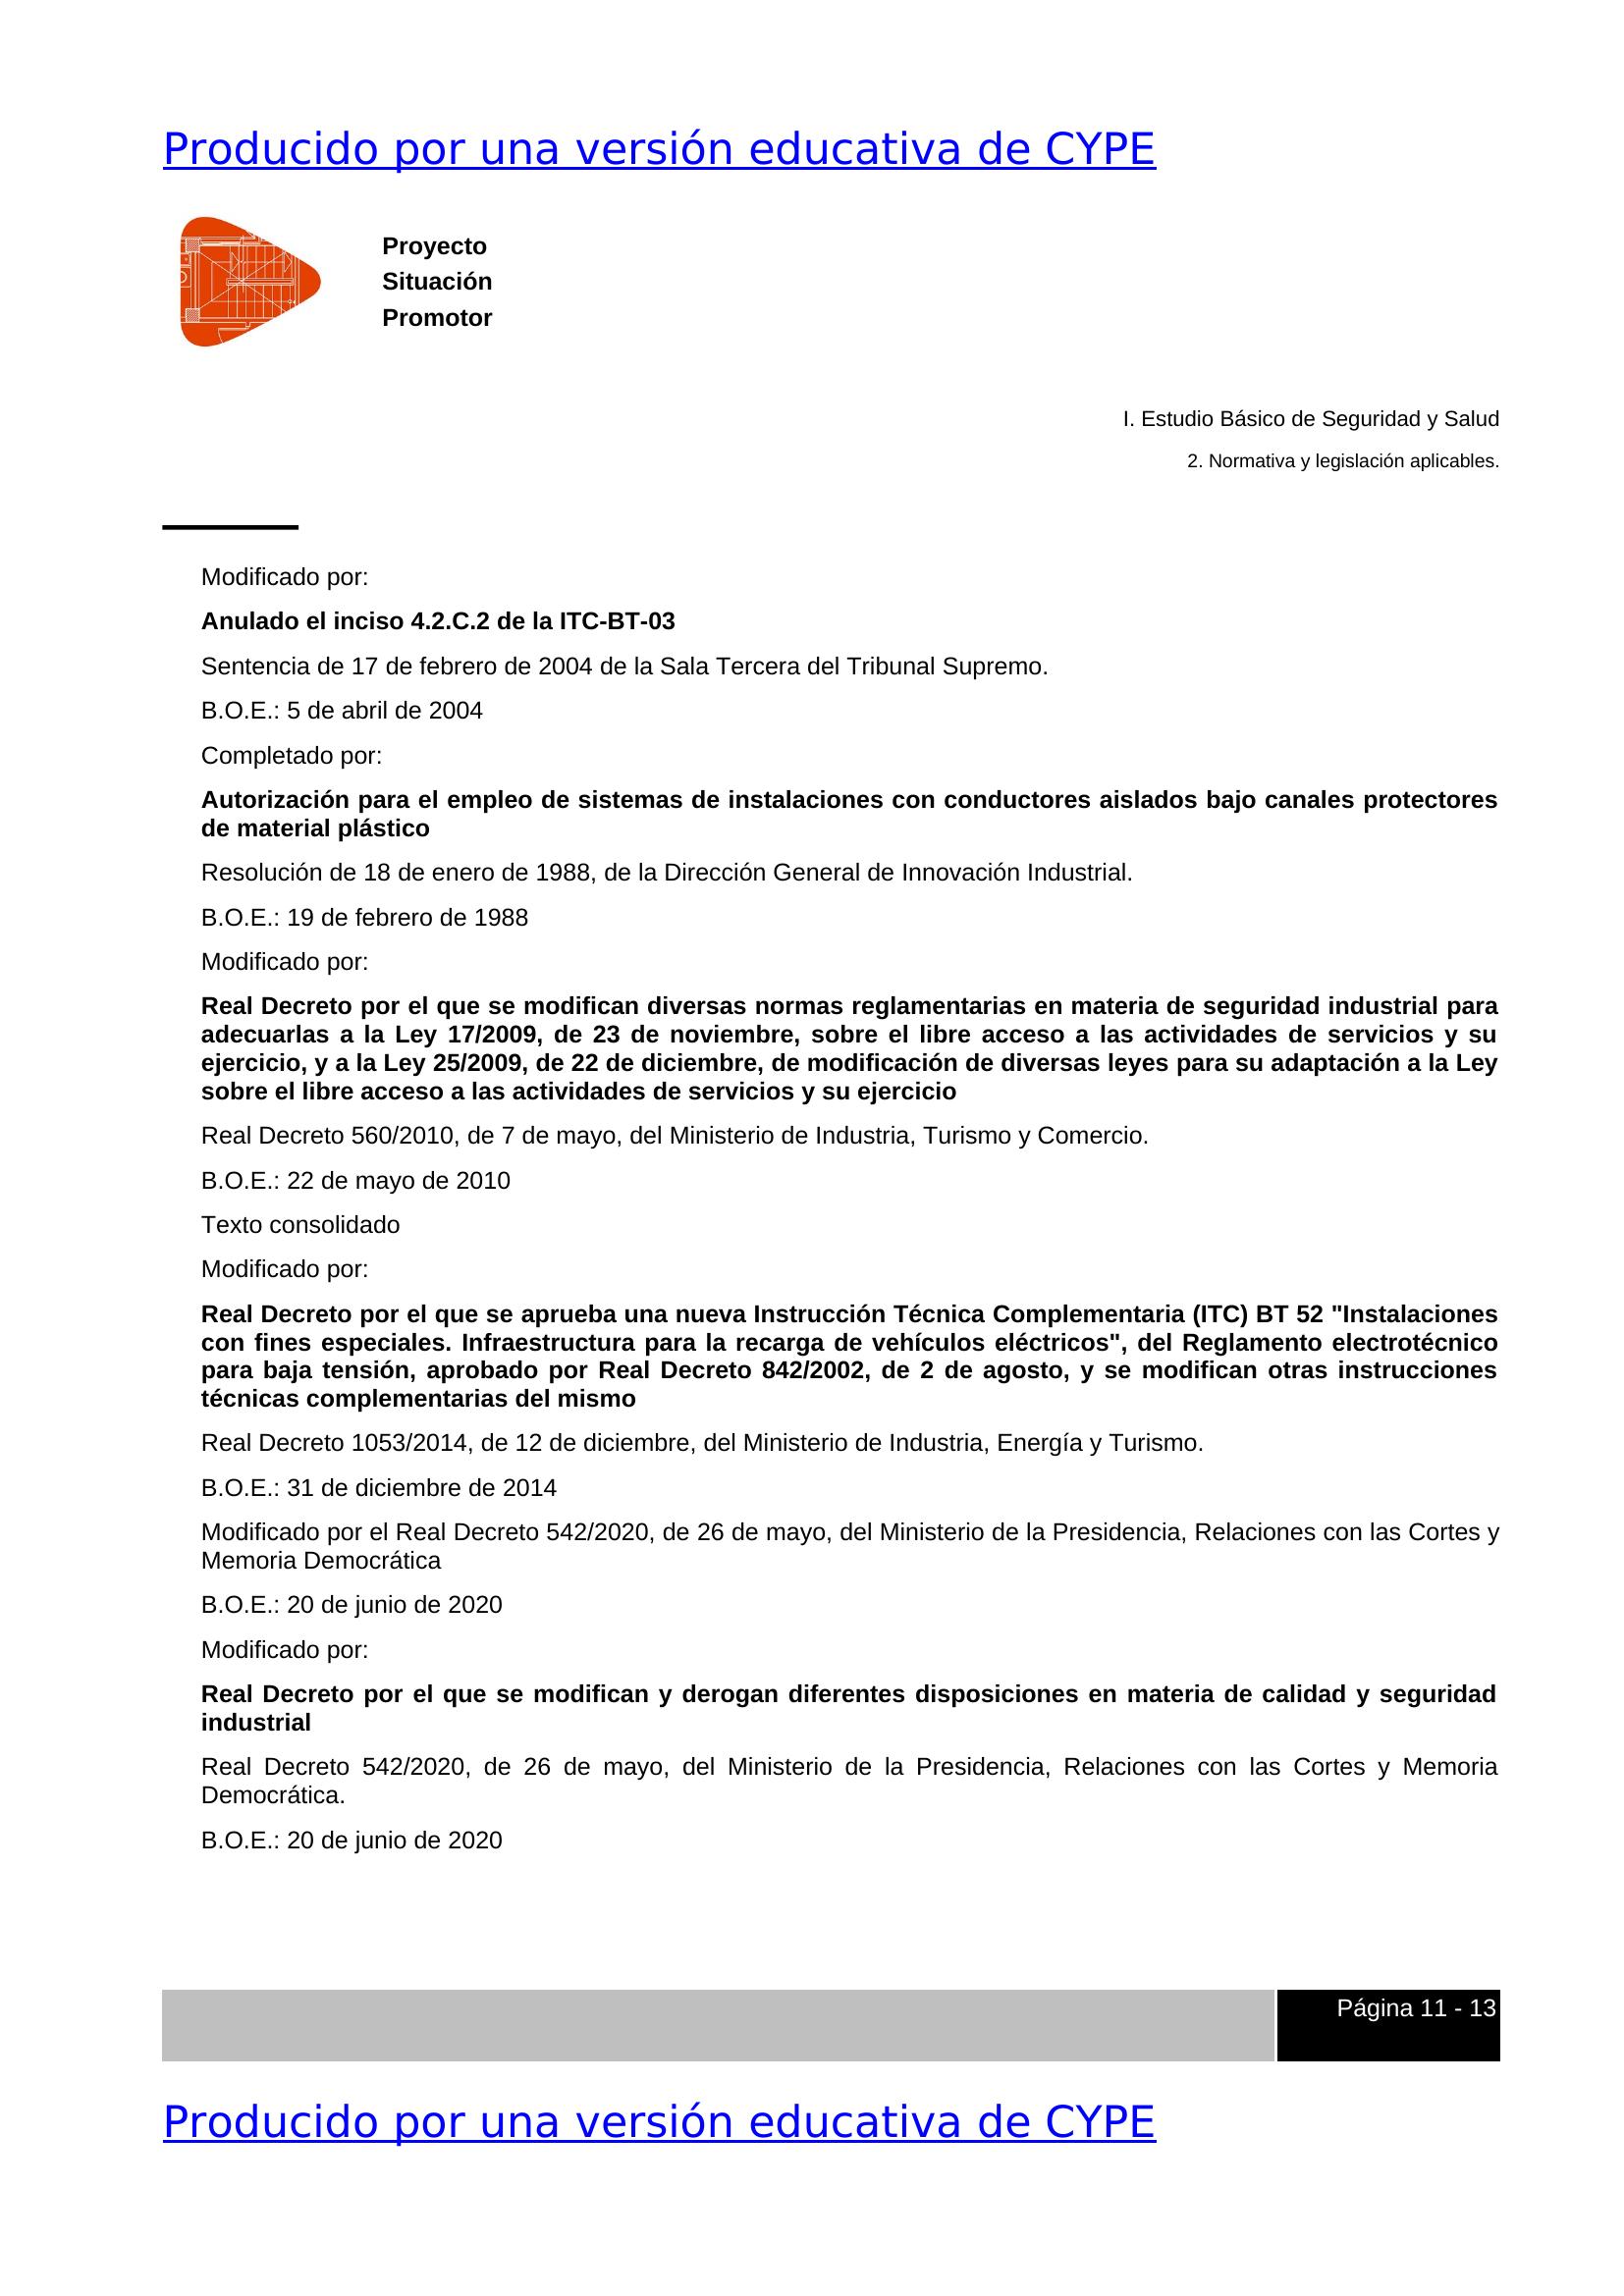 Producido por una versión educativa de CYPE
Proyecto
Situación
Promotor
I. Estudio Básico de Seguridad y Salud
2. Normativa y legislación aplicables.
Modificado por:
Anulado el inciso 4.2.C.2 de la ITC-BT-03
Sentencia de 17 de febrero de 2004 de la Sala Tercera del Tribunal Supremo.
B.O.E.: 5 de abril de 2004
Completado por:
Autorización para el empleo de sistemas de instalaciones con conductores aislados bajo canales protectores
de material plástico
Resolución de 18 de enero de 1988, de la Dirección General de Innovación Industrial.
B.O.E.: 19 de febrero de 1988
Modificado por:
Real Decreto por el que se modifican diversas normas reglamentarias en materia de seguridad industrial para
adecuarlas a la Ley 17/2009, de 23 de noviembre, sobre el libre acceso a las actividades de servicios y su
ejercicio, y a la Ley 25/2009, de 22 de diciembre, de modificación de diversas leyes para su adaptación a la Ley
sobre el libre acceso a las actividades de servicios y su ejercicio
Real Decreto 560/2010, de 7 de mayo, del Ministerio de Industria, Turismo y Comercio.
B.O.E.: 22 de mayo de 2010
Texto consolidado
Modificado por:
Real Decreto por el que se aprueba una nueva Instrucción Técnica Complementaria (ITC) BT 52 "Instalaciones
con fines especiales. Infraestructura para la recarga de vehículos eléctricos", del Reglamento electrotécnico
para baja tensión, aprobado por Real Decreto 842/2002, de 2 de agosto, y se modifican otras instrucciones
técnicas complementarias del mismo
Real Decreto 1053/2014, de 12 de diciembre, del Ministerio de Industria, Energía y Turismo.
B.O.E.: 31 de diciembre de 2014
Modificado por el Real Decreto 542/2020, de 26 de mayo, del Ministerio de la Presidencia, Relaciones con las Cortes y
Memoria Democrática
B.O.E.: 20 de junio de 2020
Modificado por:
Real Decreto por el que se modifican y derogan diferentes disposiciones en materia de calidad y seguridad
industrial
Real Decreto 542/2020, de 26 de mayo, del Ministerio de la Presidencia, Relaciones con las Cortes y Memoria
Democrática.
B.O.E.: 20 de junio de 2020
Página 11 - 13
Producido por una versión educativa de CYPE